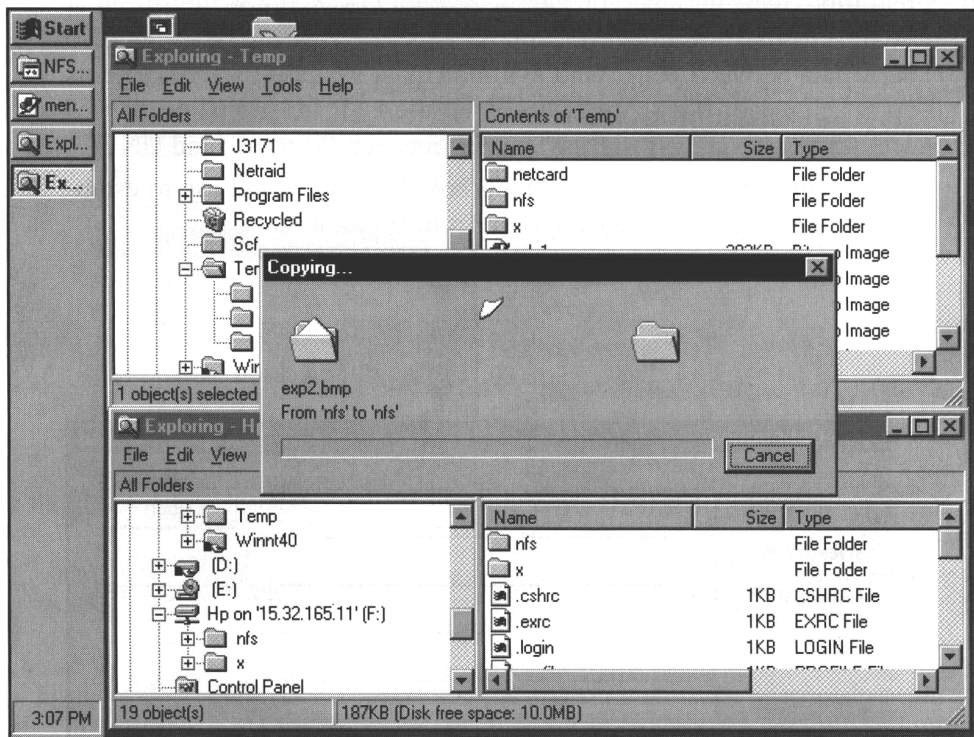 Start
NFS...
men...
Expl...
Ex...
3:07 PM
Exploring - Temp
File Edit View Tools Help
All Folders
Contents of 'Temp'
J3171
Netraid
Program Files
Recycled
Scf
Name Size Type
netcard File Folder
nfs File Folder
x File Folder
Image
Image
Image
Image
1 object(s) selected
Copying...
exp2.bmp
From 'nfs' to 'nfs'
Cancel
Exploring - H
File Edit View
All Folders
Temp
Winnt40
(D:)
(E:)
Hp on '15.32.165.11' (F:)
nfs
x
Control Panel
Name Size Type
nfs File Folder
x File Folder
.cshrc 1KB CSHRC File
.exrc 1KB EXRC File
.login 1KB LOGIN File
19 object(s) 187KB (Disk free space: 10.0MB)